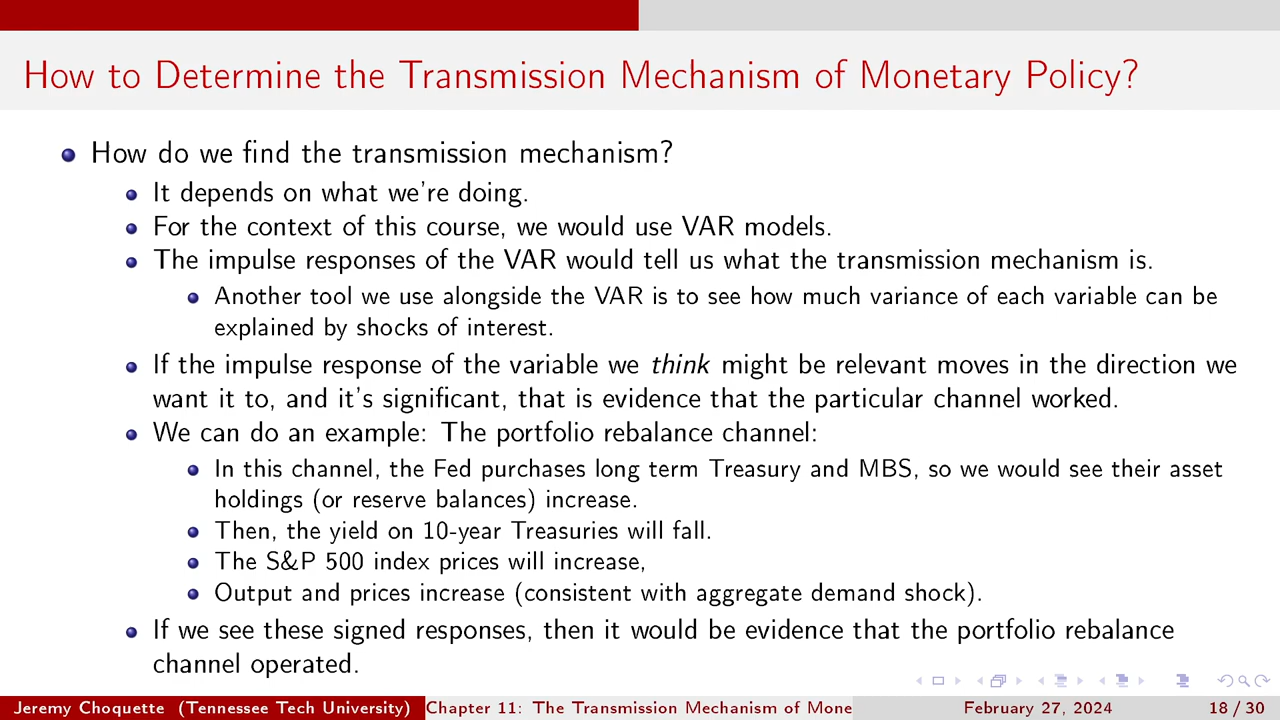 How to Determine the Transmission Mechanism of Monetary Policy?
How do we find the transmission mechanism?
It depends on what we're doing.
For the context of this course, we would use VAR models.
The impulse responses of the VAR would tell us what the transmission mechanism is.
Another tool we use alongside the VAR is to see how much variance of each variable can be
explained by shocks of interest.
If the impulse response of the variable we think might be relevant moves in the direction we
want it to, and it's significant, that is evidence that the particular channel worked.
We can do an example: The portfolio rebalance channel:
In this channel, the Fed purchases long term Treasury and MBS, so we would see their asset
holdings (or reserve balances) increase.
Then, the yield on 10-year Treasuries will fall.
The S&P 500 index prices will increase,
Output and prices increase (consistent with aggregate demand shock).
If we see these signed responses, then it would be evidence that the portfolio rebalance
channel operated.
Jeremy Choquette (Tennessee Tech University) Chapter 11: The Transmission Mechanism of Mone February 27, 2024 18 / 30